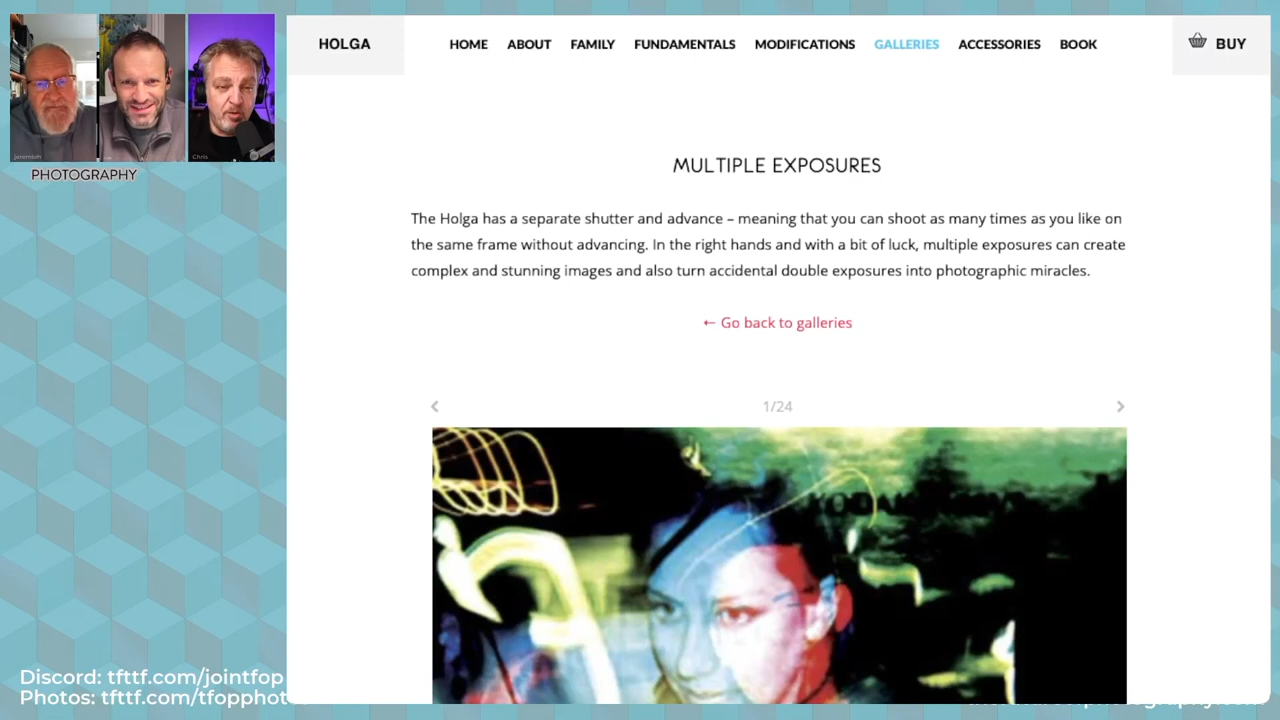 Jeremiah
Chris
PHOTOGRAPHY
Discord: tfttf.com/jointfop
Photos: tfttf.com/tfopphot
HOLGA
HOME ABOUT FAMILY FUNDAMENTALS MODIFICATIONS GALLERIES ACCESSORIES BOOK
BUY
MULTIPLE EXPOSURES
The Holga has a separate shutter and advance – meaning that you can shoot as many times as you like on
the same frame without advancing. In the right hands and with a bit of luck, multiple exposures can create
complex and stunning images and also turn accidental double exposures into photographic miracles.
← Go back to galleries
1/24
KODAK